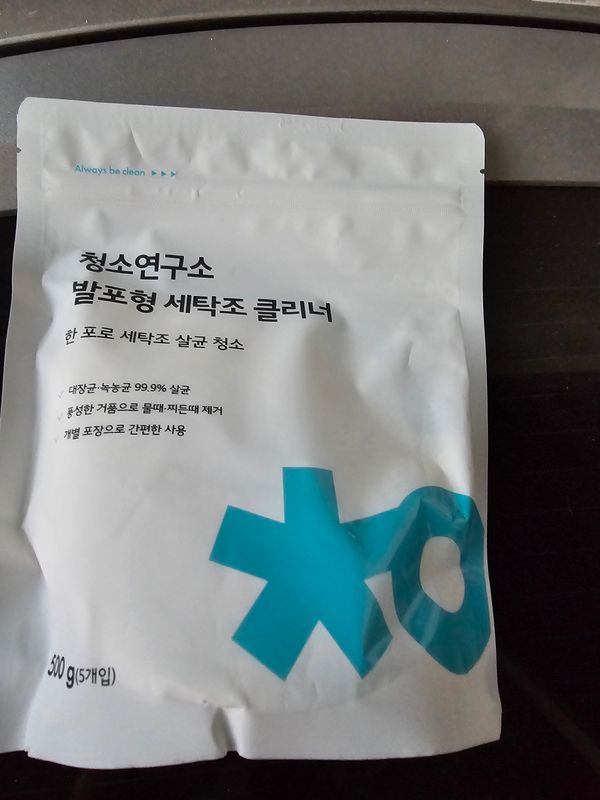 Always be clean
청소연구소
발포형 세탁조 클리너
한 포로 세탁조 살균 청소
대장균·녹농균 99.9% 살균
풍성한 거품으로 물때·찌든때 제거
개별 포장으로 간편한 사용
500 g(5개입)